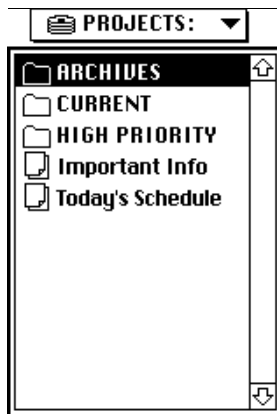 PROJECTS:
ARCHIVES
CURRENT
HIGH PRIORITY
Important Info
Today's Schedule